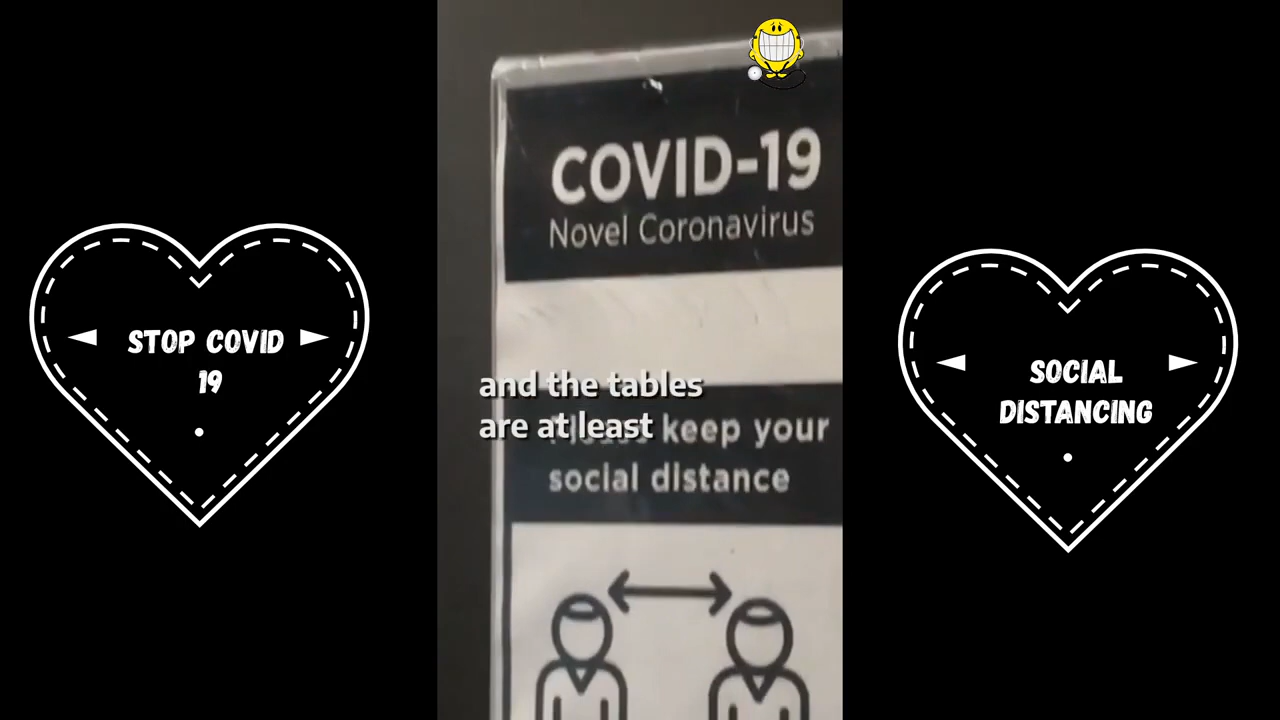 STOP COVID
19
COVID-19
Novel Coronavirus
and the tables
are at least
keep your
social distance
SOCIAL
DISTANCING